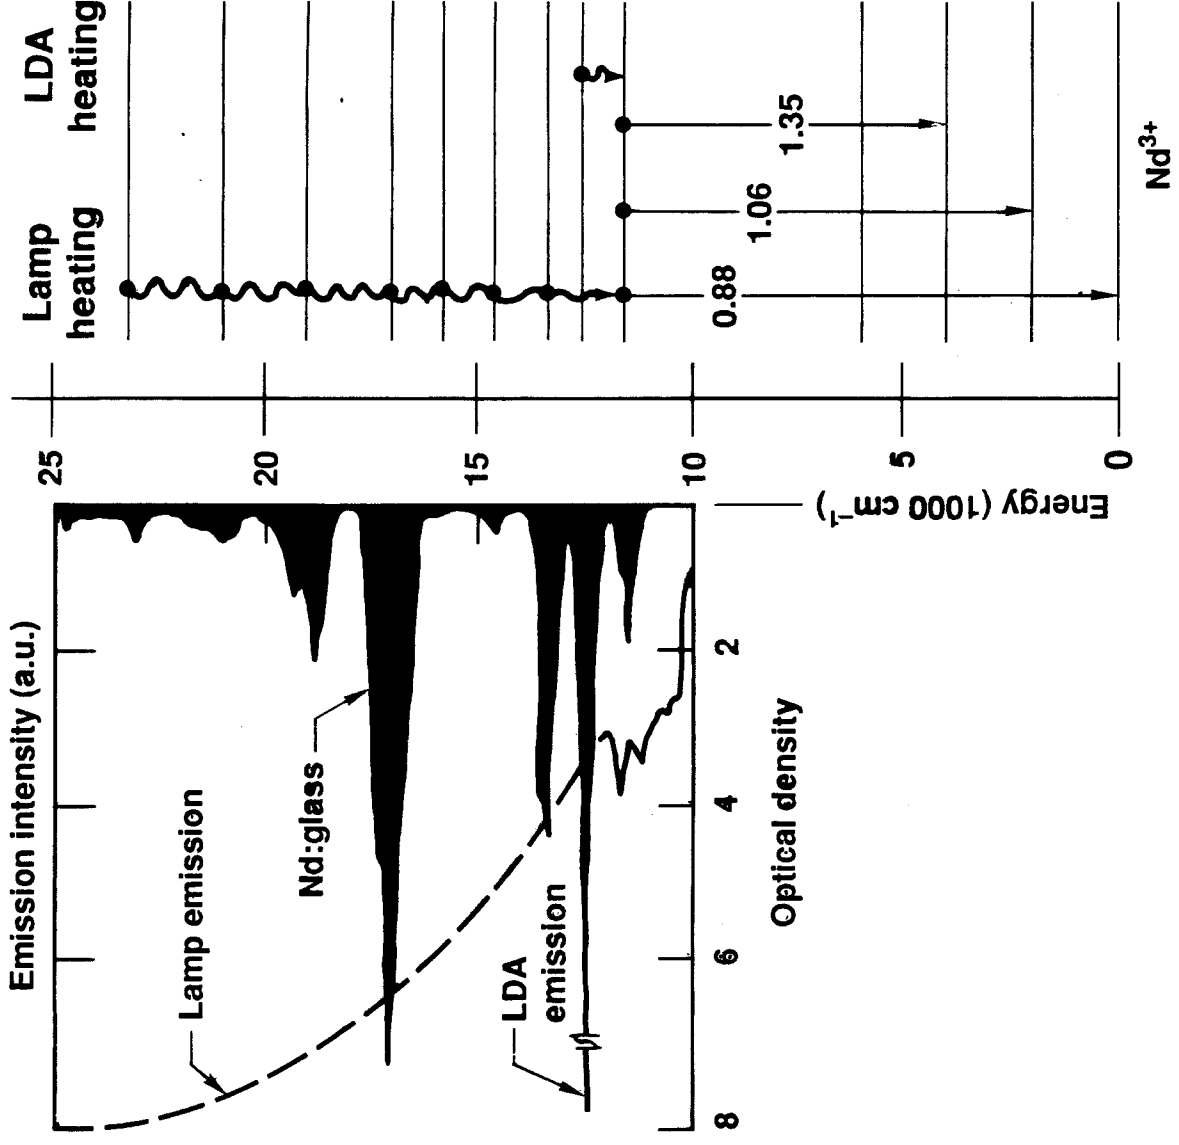 Emission intensity (a.u.)
Lamp emission
Nd:glass
LDA
emission
8
6
4
2
Optical density
25
20
15
10
5
0
Energy (1000 cm⁻¹)
Lamp
heating
LDA
heating
0.88
1.06
1.35
Nd³⁺